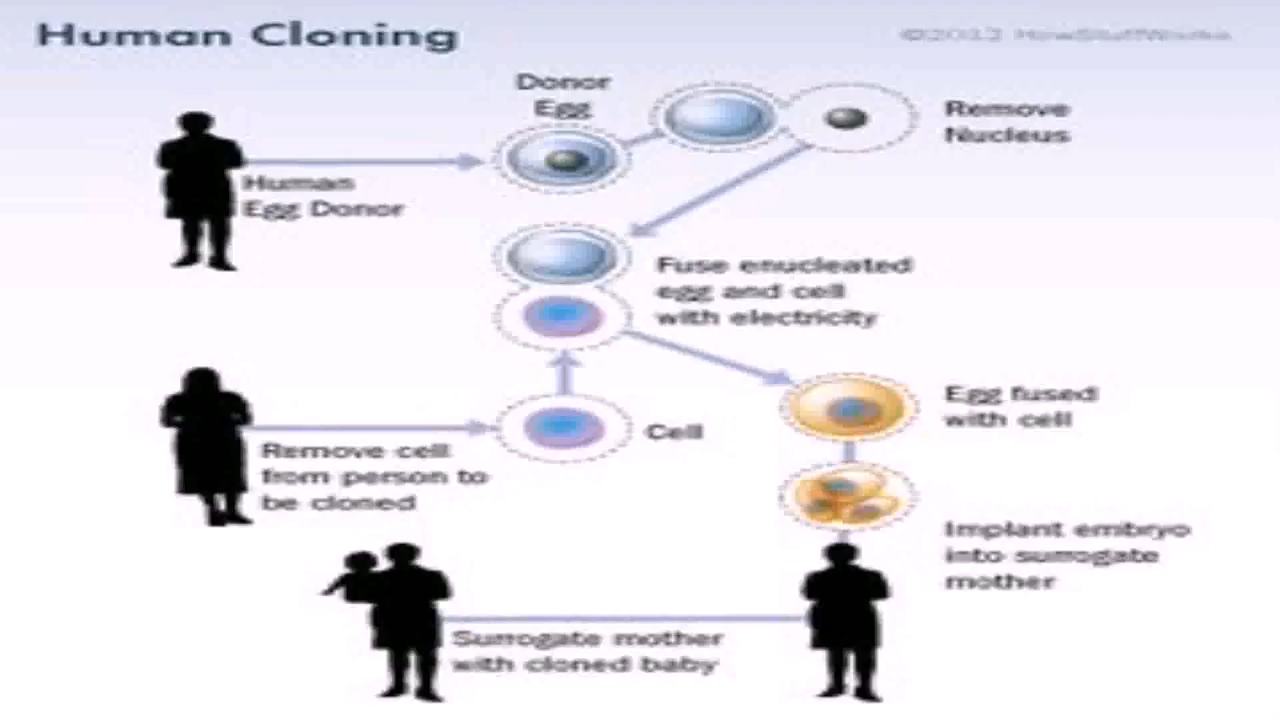 Human Cloning
©2012 HowStuffWorks
Donor
Egg
Remove
Nucleus
Human
Egg Donor
Fuse enucleated
egg and cell
with electricity
Egg fused
with cell
Cell
Remove cell
from person to
be cloned
Implant embryo
into surrogate
mother
Surrogate mother
with cloned baby